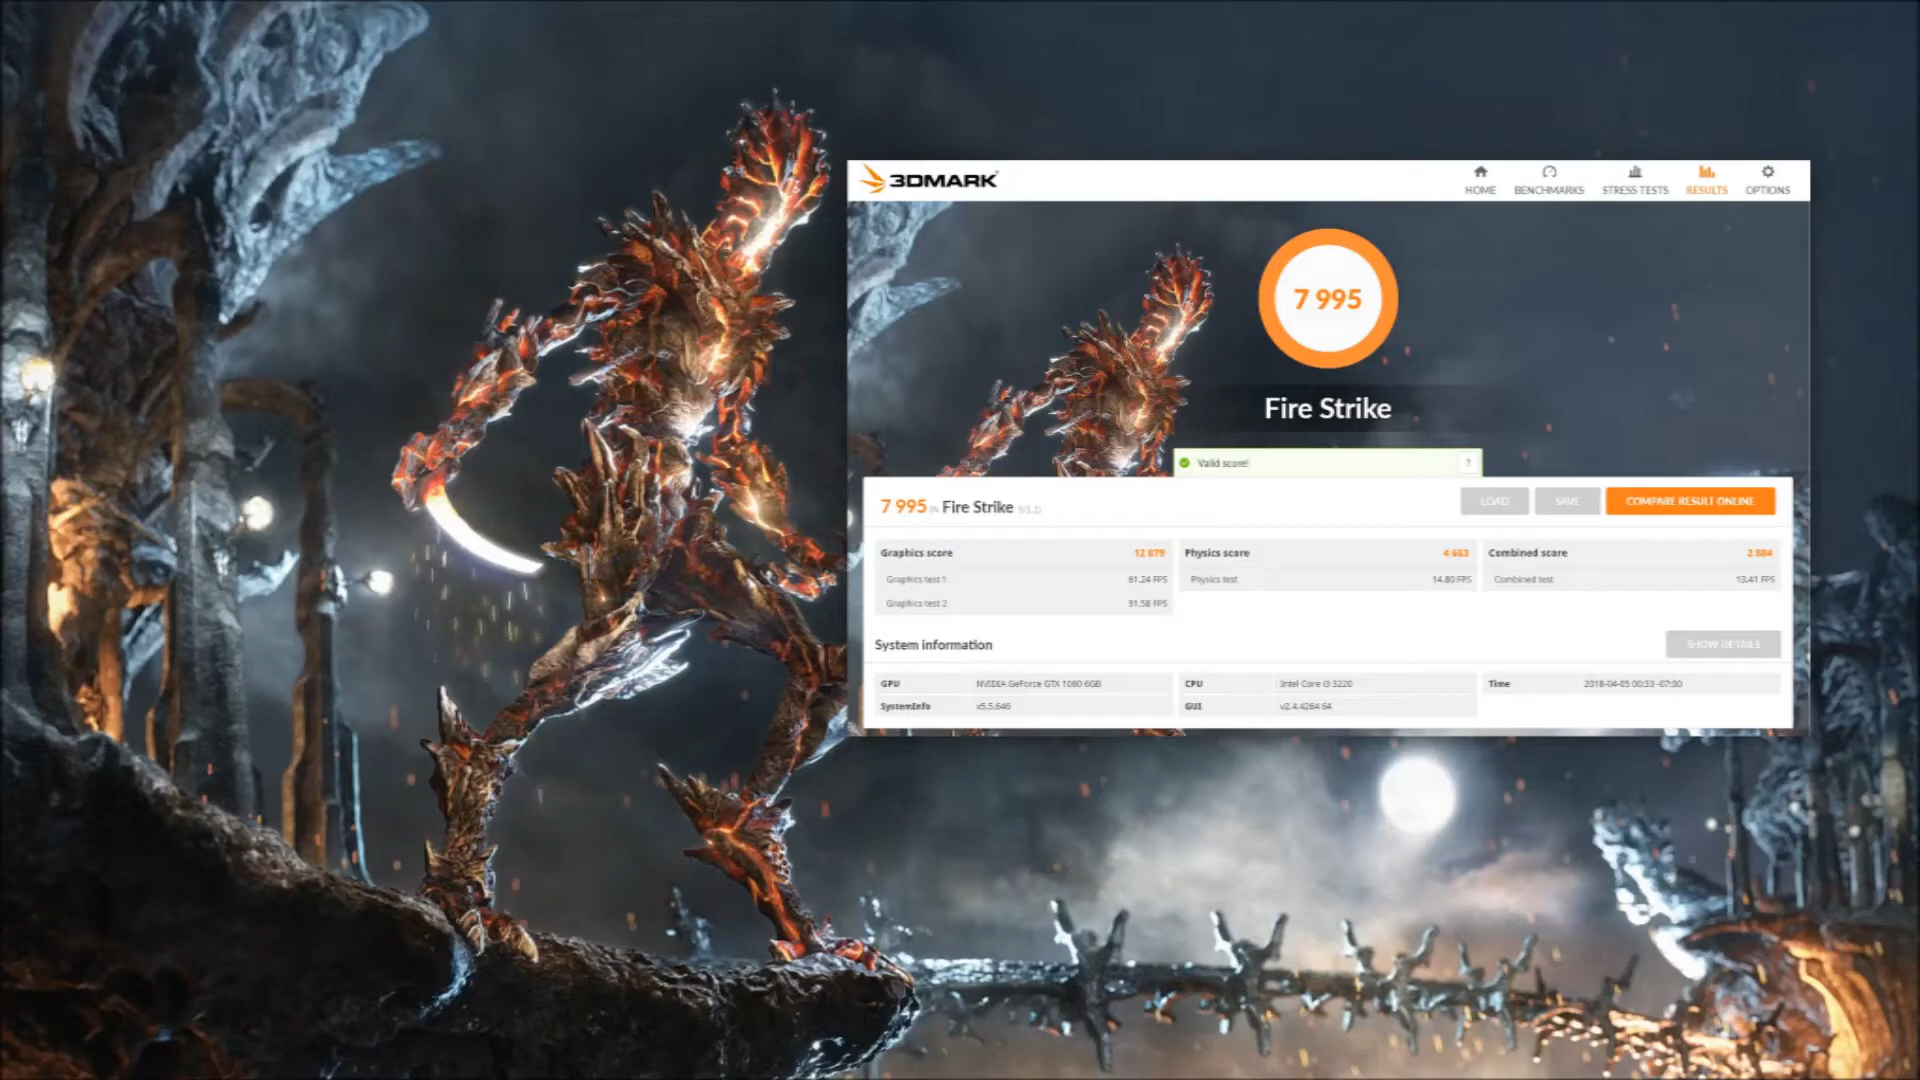 3DMARK
HOME BENCHMARKS STRESS TESTS RESULTS OPTIONS
7 995
Fire Strike
Valid score! ?
7 995 IN Fire Strike (V1.1)
LOAD SAVE COMPARE RESULT ONLINE
Graphics score 12 879 Physics score 4 663 Combined score 2 884
Graphics test 1 61.24 FPS Physics test 14.80 FPS Combined test 13.41 FPS
Graphics test 2 51.58 FPS
System information SHOW DETAILS
GPU NVIDIA GeForce GTX 1060 6GB CPU Intel Core i3 3220 Time 2018-04-05 00:33 -07:00
SystemInfo v5.5.646 GUI v2.4.4264 64